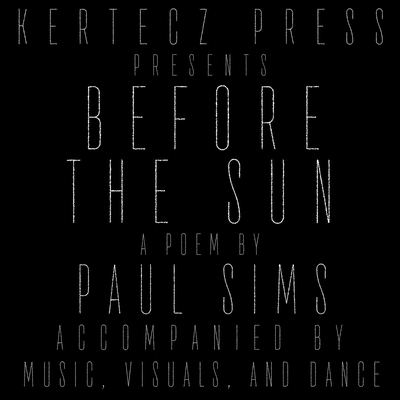 KERTECZ PRESS
PRESENTS
BEFORE
THE SUN
A POEM BY
PAUL SIMS
ACCOMPANIED BY
MUSIC, VISUALS, AND DANCE